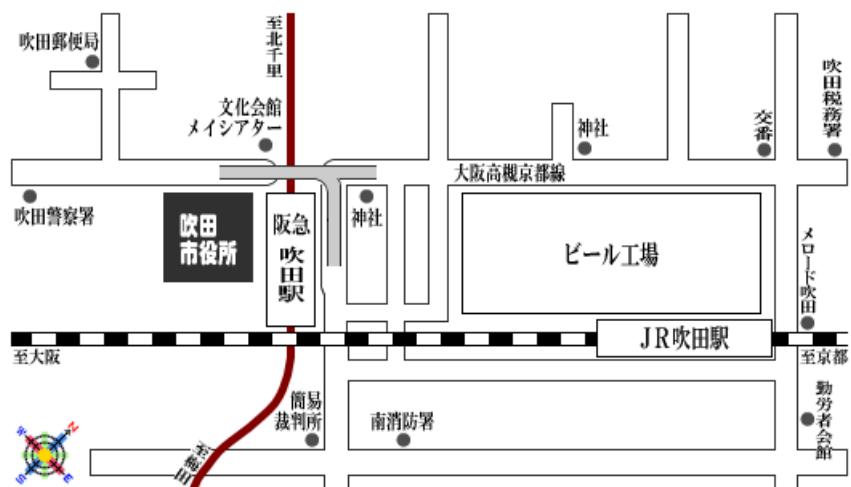 吹田郵便局
至北千里
文化会館
メイシアター
神社
交番
吹田税務署
大阪高槻京都線
吹田警察署
吹田
市役所
阪急
吹田駅
神社
ビール工場
メロード吹田
JR吹田駅
至大阪
至京都
簡易
裁判所
南消防署
勤労者会館
至梅田
N
W
S
E